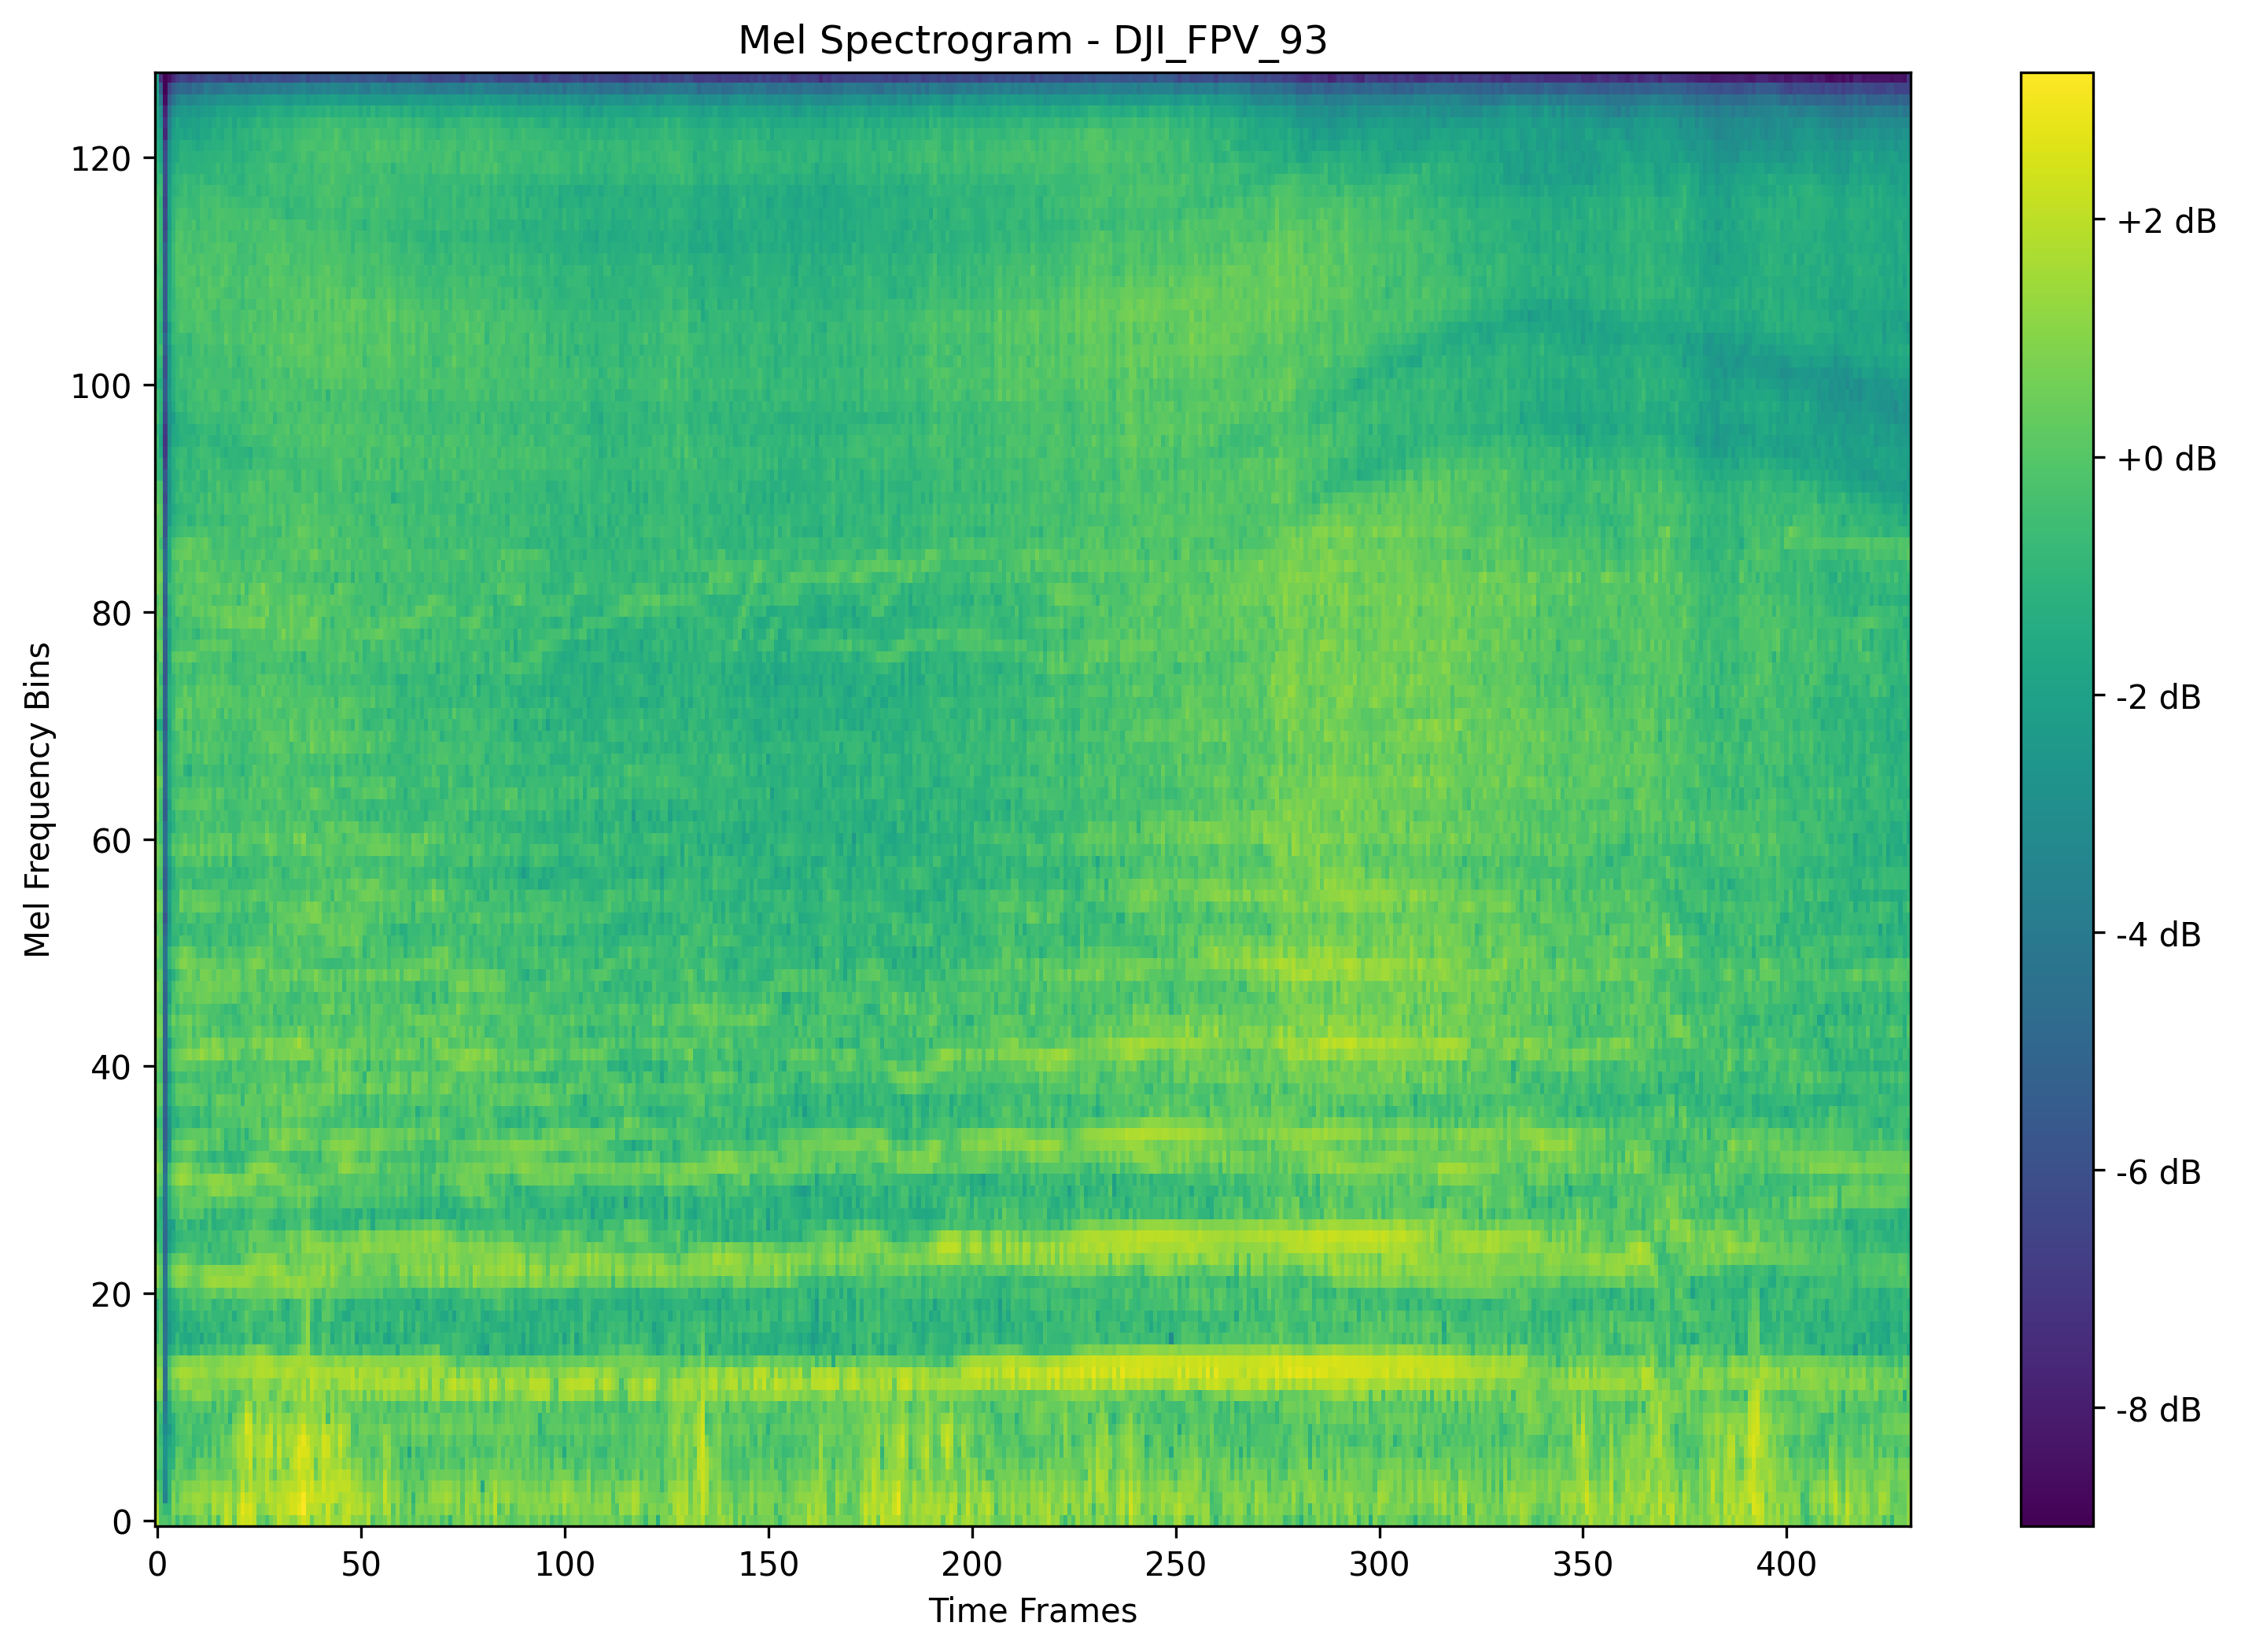 Mel Spectrogram - DJI_FPV_93
120
100
80
60
40
20
0
Mel Frequency Bins
0 50 100 150 200 250 300 350 400
Time Frames
+2 dB
+0 dB
-2 dB
-4 dB
-6 dB
-8 dB